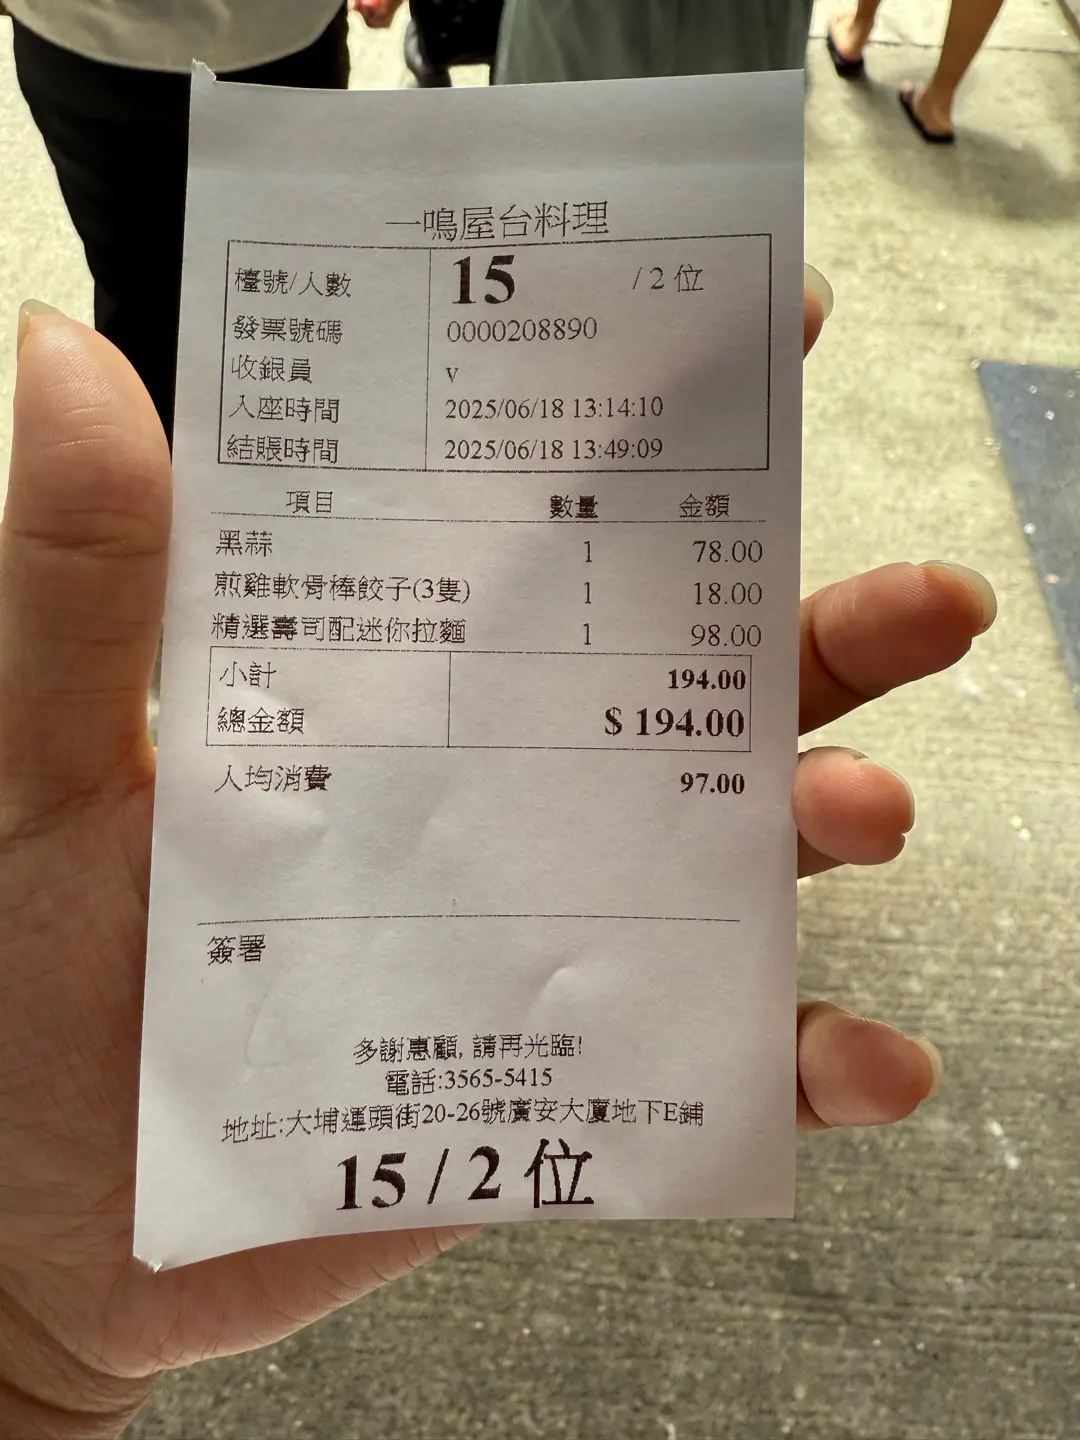 一鳴屋台料理
檯號/人數 15 / 2 位
發票號碼 0000208890
收銀員 v
入座時間 2025/06/18 13:14:10
結賬時間 2025/06/18 13:49:09
項目 數量 金額
黑蒜 1 78.00
煎雞軟骨棒餃子(3隻) 1 18.00
精選壽司配迷你拉麵 1 98.00
小計 194.00
總金額 $ 194.00
人均消費 97.00
簽署
多謝惠顧, 請再光臨!
電話:3565-5415
地址:大埔運頭街20-26號廣安大廈地下E鋪
15 / 2 位